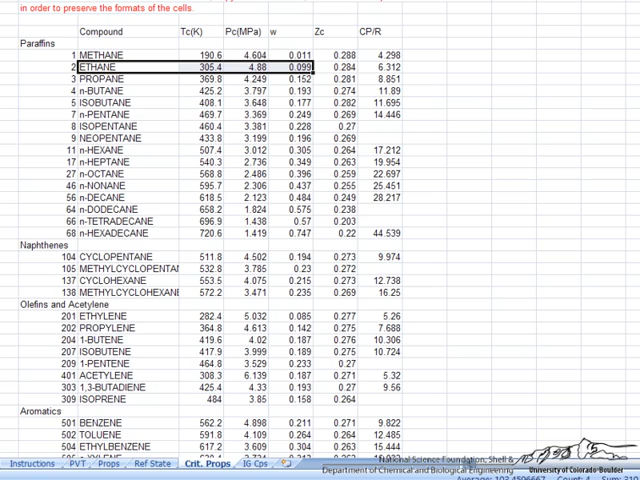 in order to preserve the formats of the cells.
Compound Tc(K) Pc(MPa) w Zc CP/R
Paraffins
1 METHANE 190.6 4.604 0.011 0.288 4.298
2 ETHANE 305.4 4.88 0.099 0.284 6.312
3 PROPANE 369.8 4.249 0.152 0.281 8.851
4 n-BUTANE 425.2 3.797 0.193 0.274 11.89
5 ISOBUTANE 408.1 3.648 0.177 0.282 11.695
7 n-PENTANE 469.7 3.369 0.249 0.269 14.446
8 ISOPENTANE 460.4 3.381 0.228 0.27
9 NEOPENTANE 433.8 3.199 0.196 0.269
11 n-HEXANE 507.4 3.012 0.305 0.264 17.212
17 n-HEPTANE 540.3 2.736 0.349 0.263 19.954
27 n-OCTANE 568.8 2.486 0.396 0.259 22.697
46 n-NONANE 595.7 2.306 0.437 0.255 25.451
56 n-DECANE 618.5 2.123 0.484 0.249 28.217
64 n-DODECANE 658.2 1.824 0.575 0.238
66 n-TETRADECANE 696.9 1.438 0.57 0.203
68 n-HEXADECANE 720.6 1.419 0.747 0.22 44.539
Naphthenes
104 CYCLOPENTANE 511.8 4.502 0.194 0.273 9.974
105 METHYLCYCLOPENTAN 532.8 3.785 0.23 0.272
137 CYCLOHEXANE 553.5 4.075 0.215 0.273 12.738
138 METHYLCYCLOHEXANE 572.2 3.471 0.235 0.269 16.25
Olefins and Acetylene
201 ETHYLENE 282.4 5.032 0.085 0.277 5.26
202 PROPYLENE 364.8 4.613 0.142 0.275 7.688
204 1-BUTENE 419.6 4.02 0.187 0.276 10.306
207 ISOBUTENE 417.9 3.999 0.189 0.275 10.724
209 1-PENTENE 464.8 3.529 0.233 0.27
401 ACETYLENE 308.3 6.139 0.187 0.271 5.32
303 1,3-BUTADIENE 425.4 4.33 0.193 0.27 9.56
309 ISOPRENE 484 3.85 0.158 0.264
Aromatics
501 BENZENE 562.2 4.898 0.211 0.271 9.822
502 TOLUENE 591.8 4.109 0.264 0.264 12.485
504 ETHYLBENZENE 617.2 3.609 0.304 0.263 15.444
National Science Foundation, Shell &
Instructions PVT Props Ref State Crit. Props IG Cps
Department of Chemical and Biological Engineering University of Colorado-Boulder